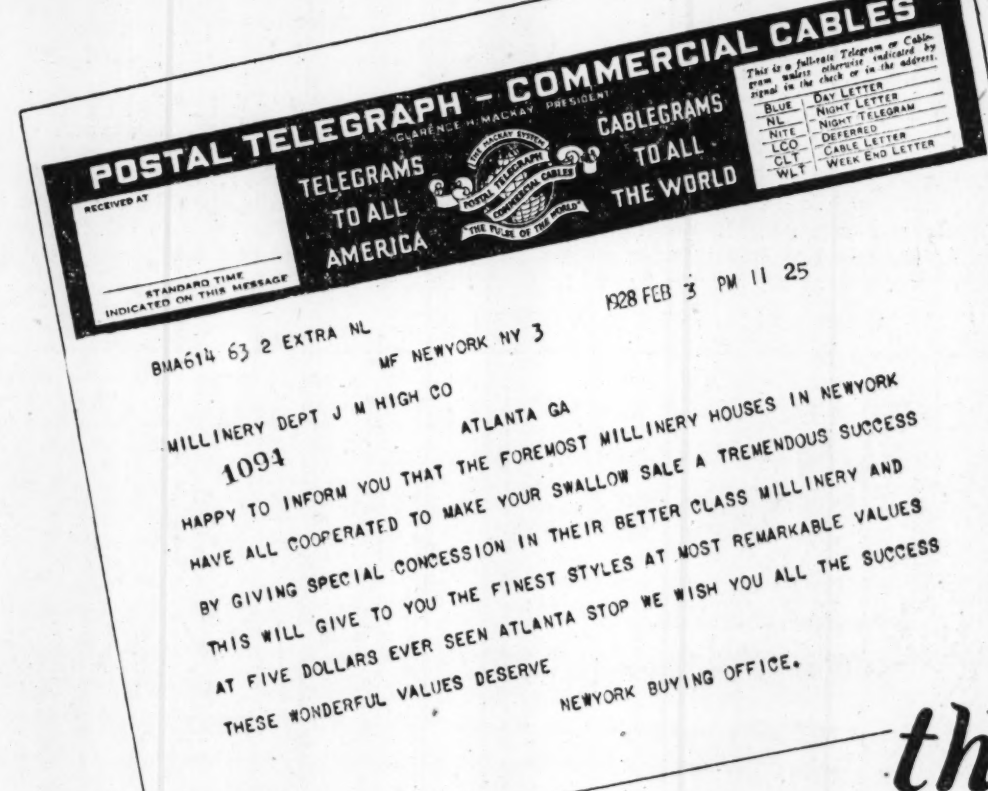 POSTAL TELEGRAPH - COMMERCIAL CABLES
CLARENCE H. MACKAY PRESIDENT
RECEIVED AT
STANDARD TIME
INDICATED ON THIS MESSAGE
TELEGRAMS
TO ALL
AMERICA
THE MACKAY SYSTEM
POSTAL TELEGRAPH
COMMERCIAL CABLES
"THE PULSE OF THE WORLD"
CABLEGRAMS
TO ALL
THE WORLD
This is a full-rate Telegram or Cable-
gram unless otherwise indicated by
signal in the check or in the address.
BLUE DAY LETTER
NL NIGHT LETTER
NITE NIGHT TELEGRAM
LCO DEFERRED
CLT CABLE LETTER
WLT WEEK END LETTER
1928 FEB 3 PM 11 25
BMA614 63 2 EXTRA NL
MF NEWYORK NY 3
MILLINERY DEPT J M HIGH CO
ATLANTA GA
1094
HAPPY TO INFORM YOU THAT THE FOREMOST MILLINERY HOUSES IN NEWYORK
HAVE ALL COOPERATED TO MAKE YOUR SWALLOW SALE A TREMENDOUS SUCCESS
BY GIVING SPECIAL CONCESSION IN THEIR BETTER CLASS MILLINERY AND
THIS WILL GIVE TO YOU THE FINEST STYLES AT MOST REMARKABLE VALUES
AT FIVE DOLLARS EVER SEEN ATLANTA STOP WE WISH YOU ALL THE SUCCESS
THESE WONDERFUL VALUES DESERVE
NEWYORK BUYING OFFICE.
th